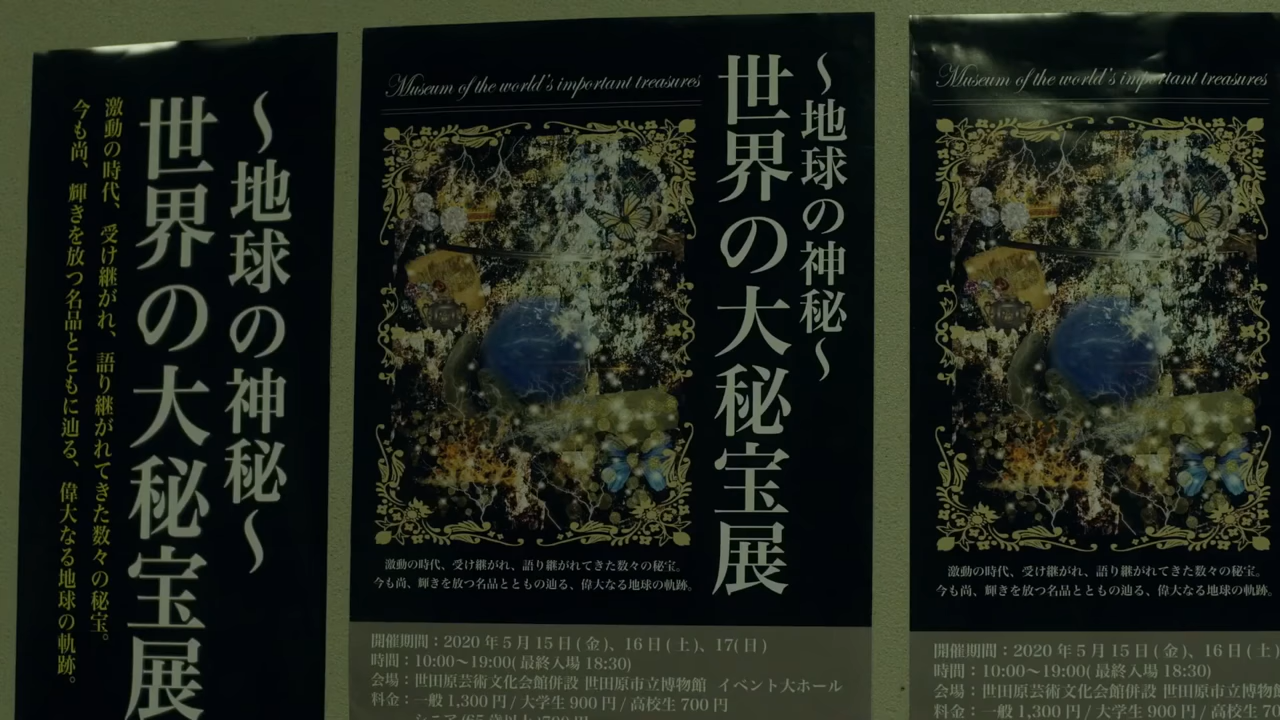 ～地球の神秘～
世界の大秘宝展
激動の時代、受け継がれ、語り継がれてきた数々の秘宝。
今も尚、輝きを放つ名品とともに辿る、偉大なる地球の軌跡。
Museum of the world's important treasures
～地球の神秘～
世界の大秘宝展
激動の時代、受け継がれ、語り継がれてきた数々の秘宝。
今も尚、輝きを放つ名品とともの辿る、偉大なる地球の軌跡。
開催期間：2020年5月15日(金)、16日(土)、17(日)
時間：10:00～19:00(最終入場 18:30)
会場：世田原芸術文化会館併設 世田原市立博物館 イベント大ホール
料金：一般 1,300円 / 大学生 900円 / 高校生 700円
Museum of the world's important treasures
激動の時代、受け継がれ、語り継がれてきた数々の秘宝。
今も尚、輝きを放つ名品とともの辿る、偉大なる地球の軌跡。
開催期間：2020年5月15日(金)、16日(土)
時間：10:00～19:00(最終入場 18:30)
会場：世田原芸術文化会館併設 世田原市立博物
料金：一般 1,300円 / 大学生 900円 / 高校生 70